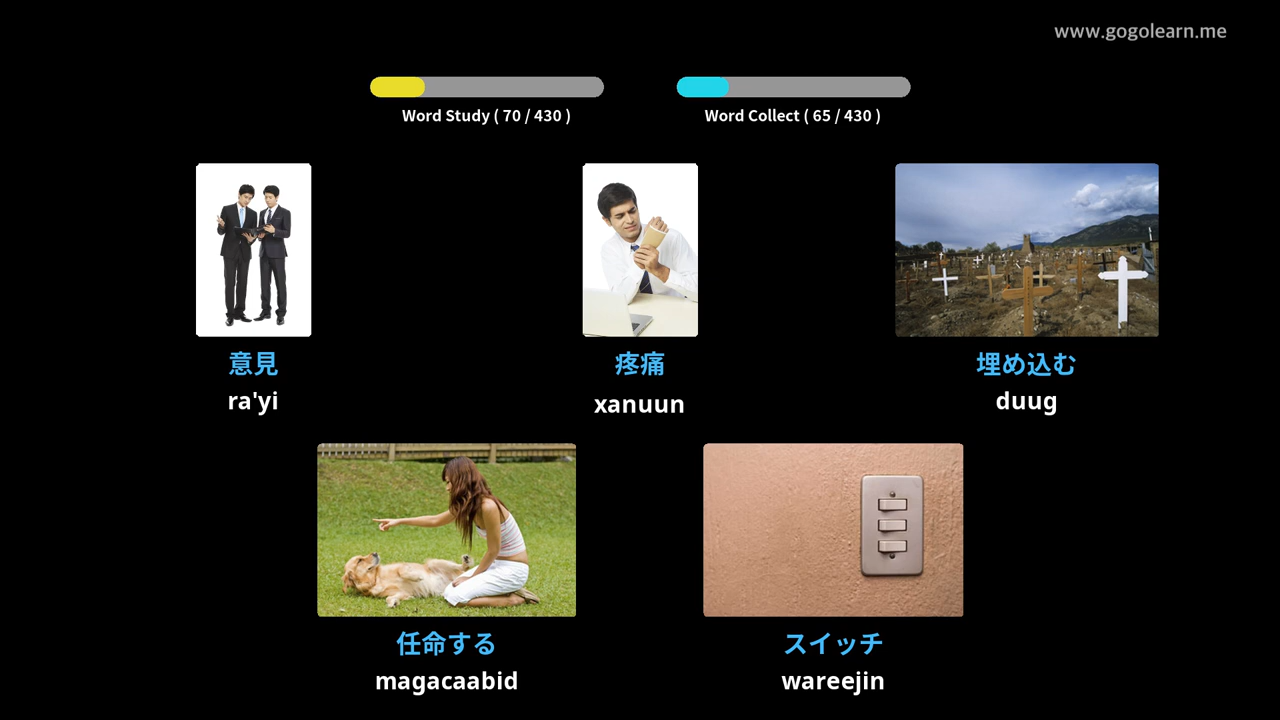 www.gogolearn.me
Word Study ( 70 / 430 )
Word Collect ( 65 / 430 )
意見
ra'yi
疼痛
xanuun
埋め込む
duug
任命する
magacaabid
スイッチ
wareejin